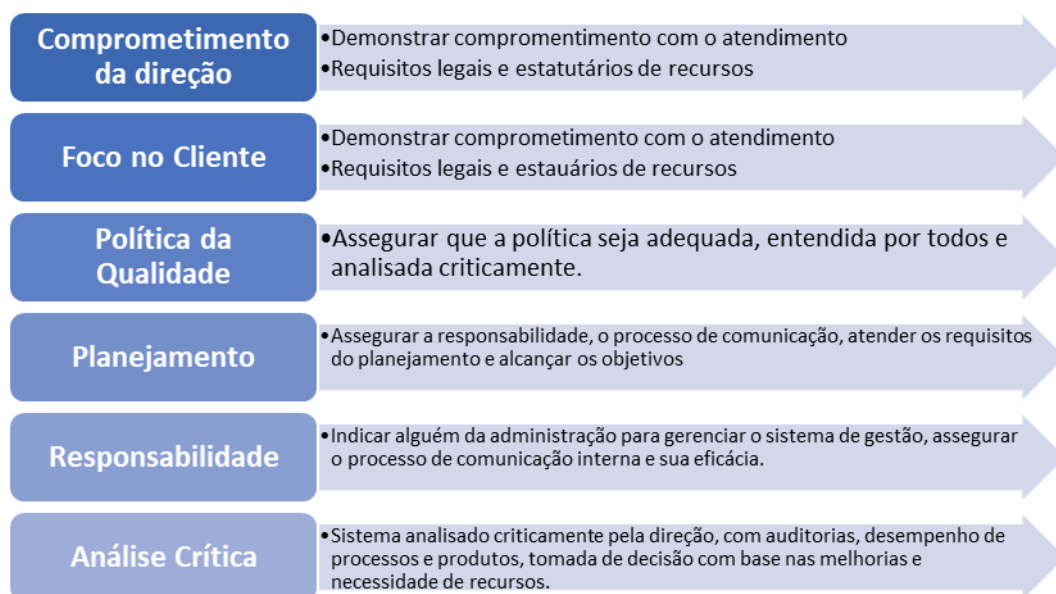 Comprometimento
da direção
•Demonstrar compromentimento com o atendimento
•Requisitos legais e estatutários de recursos
Foco no Cliente
•Demonstrar comprometimento com o atendimento
•Requisitos legais e estauários de recursos
Política da
Qualidade
•Assegurar que a política seja adequada, entendida por todos e
analisada criticamente.
Planejamento
•Assegurar a responsabilidade, o processo de comunicação, atender os requisitos
do planejamento e alcançar os objetivos
Responsabilidade
•Indicar alguém da administração para gerenciar o sistema de gestão, assegurar
o processo de comunicação interna e sua eficácia.
Análise Crítica
•Sistema analisado criticamente pela direção, com auditorias, desempenho de
processos e produtos, tomada de decisão com base nas melhorias e
necessidade de recursos.